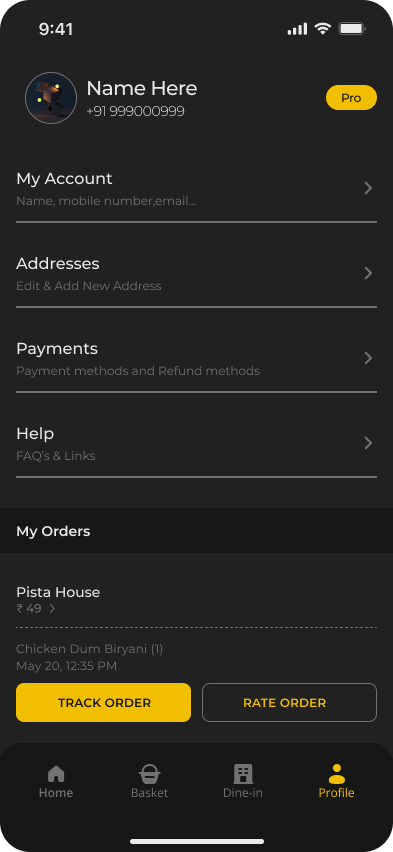 9:41
Name Here
+91 999000999
Pro
My Account
Name, mobile number,email...
Addresses
Edit & Add New Address
Payments
Payment methods and Refund methods
Help
FAQ's & Links
My Orders
Pista House
₹ 49
Chicken Dum Biryani (1)
May 20, 12:35 PM
TRACK ORDER
RATE ORDER
Home
Basket
Dine-in
Profile